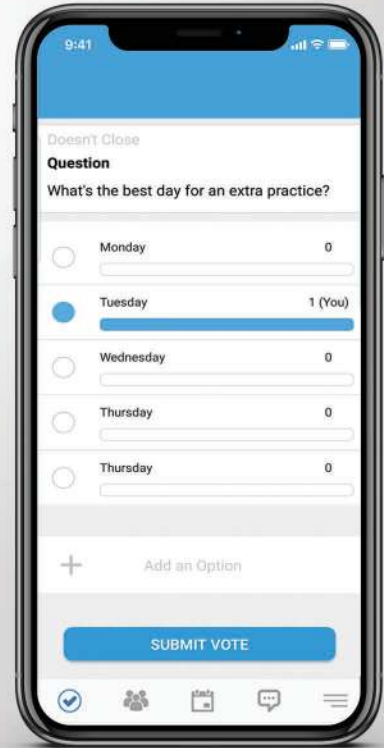 9:41
Doesn't Close
Question
What's the best day for an extra practice?
Monday 0
Tuesday 1 (You)
Wednesday 0
Thursday 0
Thursday 0
+ Add an Option
SUBMIT VOTE